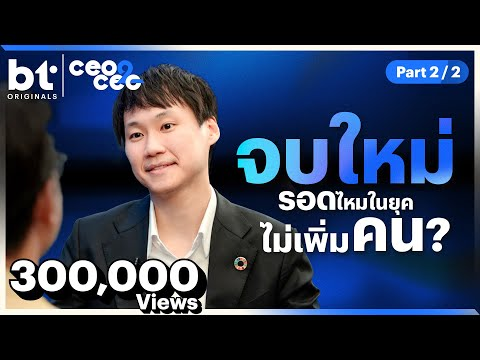 bt.
ORIGINALS
ceo2
ceo
Part 2 / 2
จบใหม่
รอดไหมในยุค
ไม่เพิ่มคน?
300,000
Views